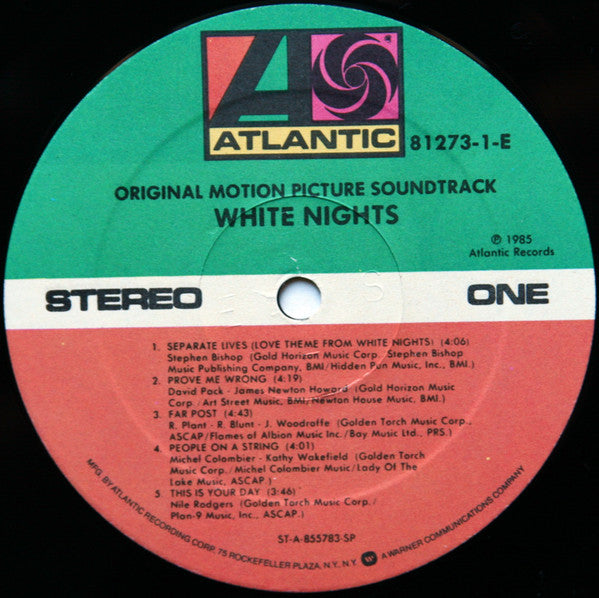 ATLANTIC
81273-1-E
ORIGINAL MOTION PICTURE SOUNDTRACK
WHITE NIGHTS
℗ 1985
Atlantic Records
STEREO ONE
1. SEPARATE LIVES (LOVE THEME FROM WHITE NIGHTS) (4:06)
Stephen Bishop (Gold Horizon Music Corp. Stephen Bishop
Music Publishing Company, BMI/Hidden Pun Music, Inc., BMI.)
2. PROVE ME WRONG (4:19)
David Pack - James Newton Howard (Gold Horizon Music
Corp./Art Street Music, BMI, Newton House Music, BMI.)
3. FAR POST (4:43)
R. Plant - R. Blunt - J. Woodroffe (Golden Torch Music Corp.,
ASCAP/Flames of Albion Music Inc./Bay Music Ltd., PRS.)
4. PEOPLE ON A STRING (4:01)
Michel Colombier - Kathy Wakefield (Golden Torch
Music Corp./Michel Colombier Music/Lady Of The
Lake Music, ASCAP.)
5. THIS IS YOUR DAY (3:46)
Nile Rodgers (Golden Torch Music Corp./
Plan-9 Music, Inc., ASCAP.)
ST-A-855783-SP
MFG. BY ATLANTIC RECORDING CORP. 75 ROCKEFELLER PLAZA, N.Y., N.Y. A WARNER COMMUNICATIONS COMPANY